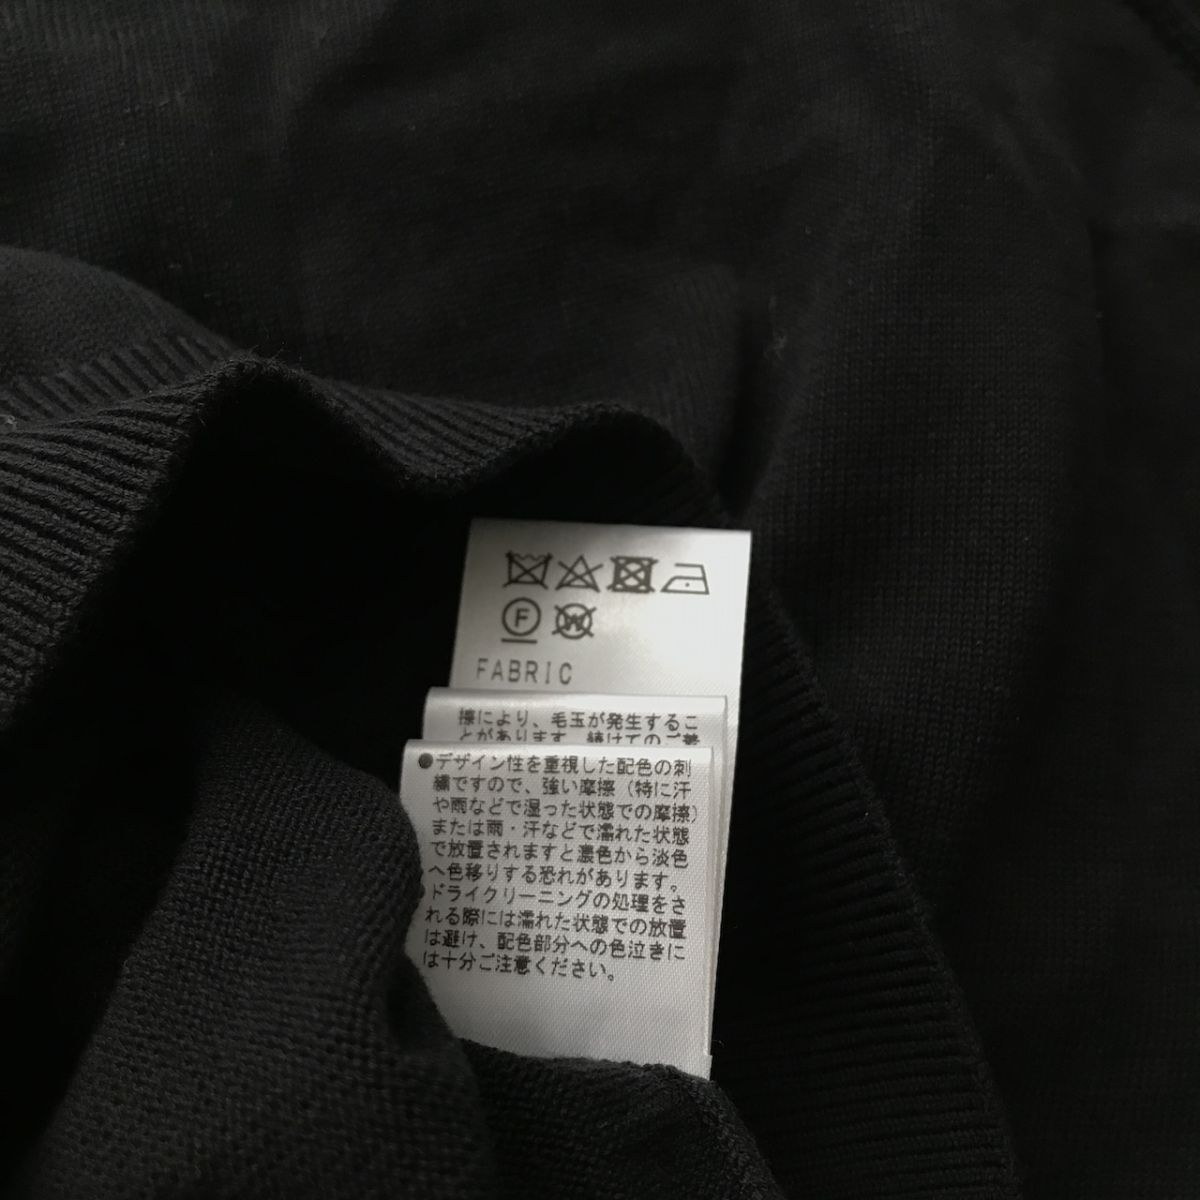 F W
FABRIC
擦により、毛玉が発生するこ
とがあります。続けてのご着
●デザイン性を重視した配色の刺
繍ですので、強い摩擦（特に汗
や雨などで湿った状態での摩擦）
または雨・汗などで濡れた状態
で放置されますと濃色から淡色
へ色移りする恐れがあります。
●ドライクリーニングの処理をさ
れる際には濡れた状態での放置
は避け、配色部分への色泣きに
は十分ご注意ください。